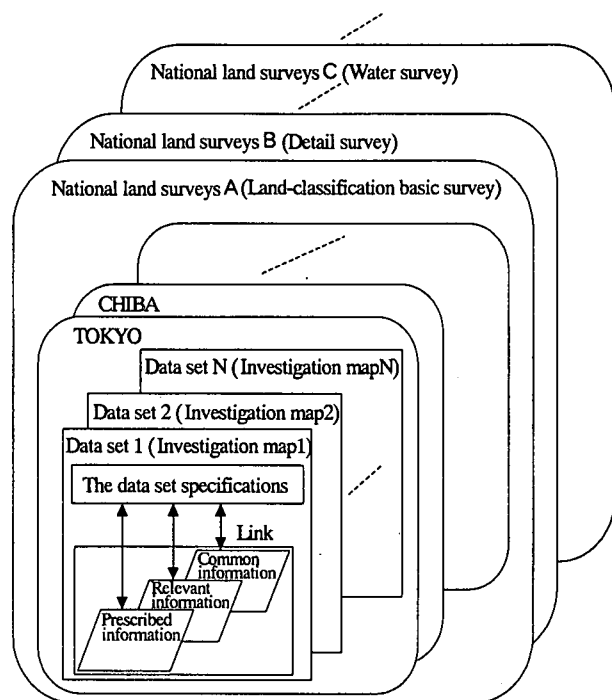 National land surveys C (Water survey)
National land surveys B (Detail survey)
National land surveys A (Land-classification basic survey)
CHIBA
TOKYO
Data set N (Investigation mapN)
Data set 2 (Investigation map2)
Data set 1 (Investigation map1)
The data set specifications
Link
Common
information
Relevant
information
Prescribed
information